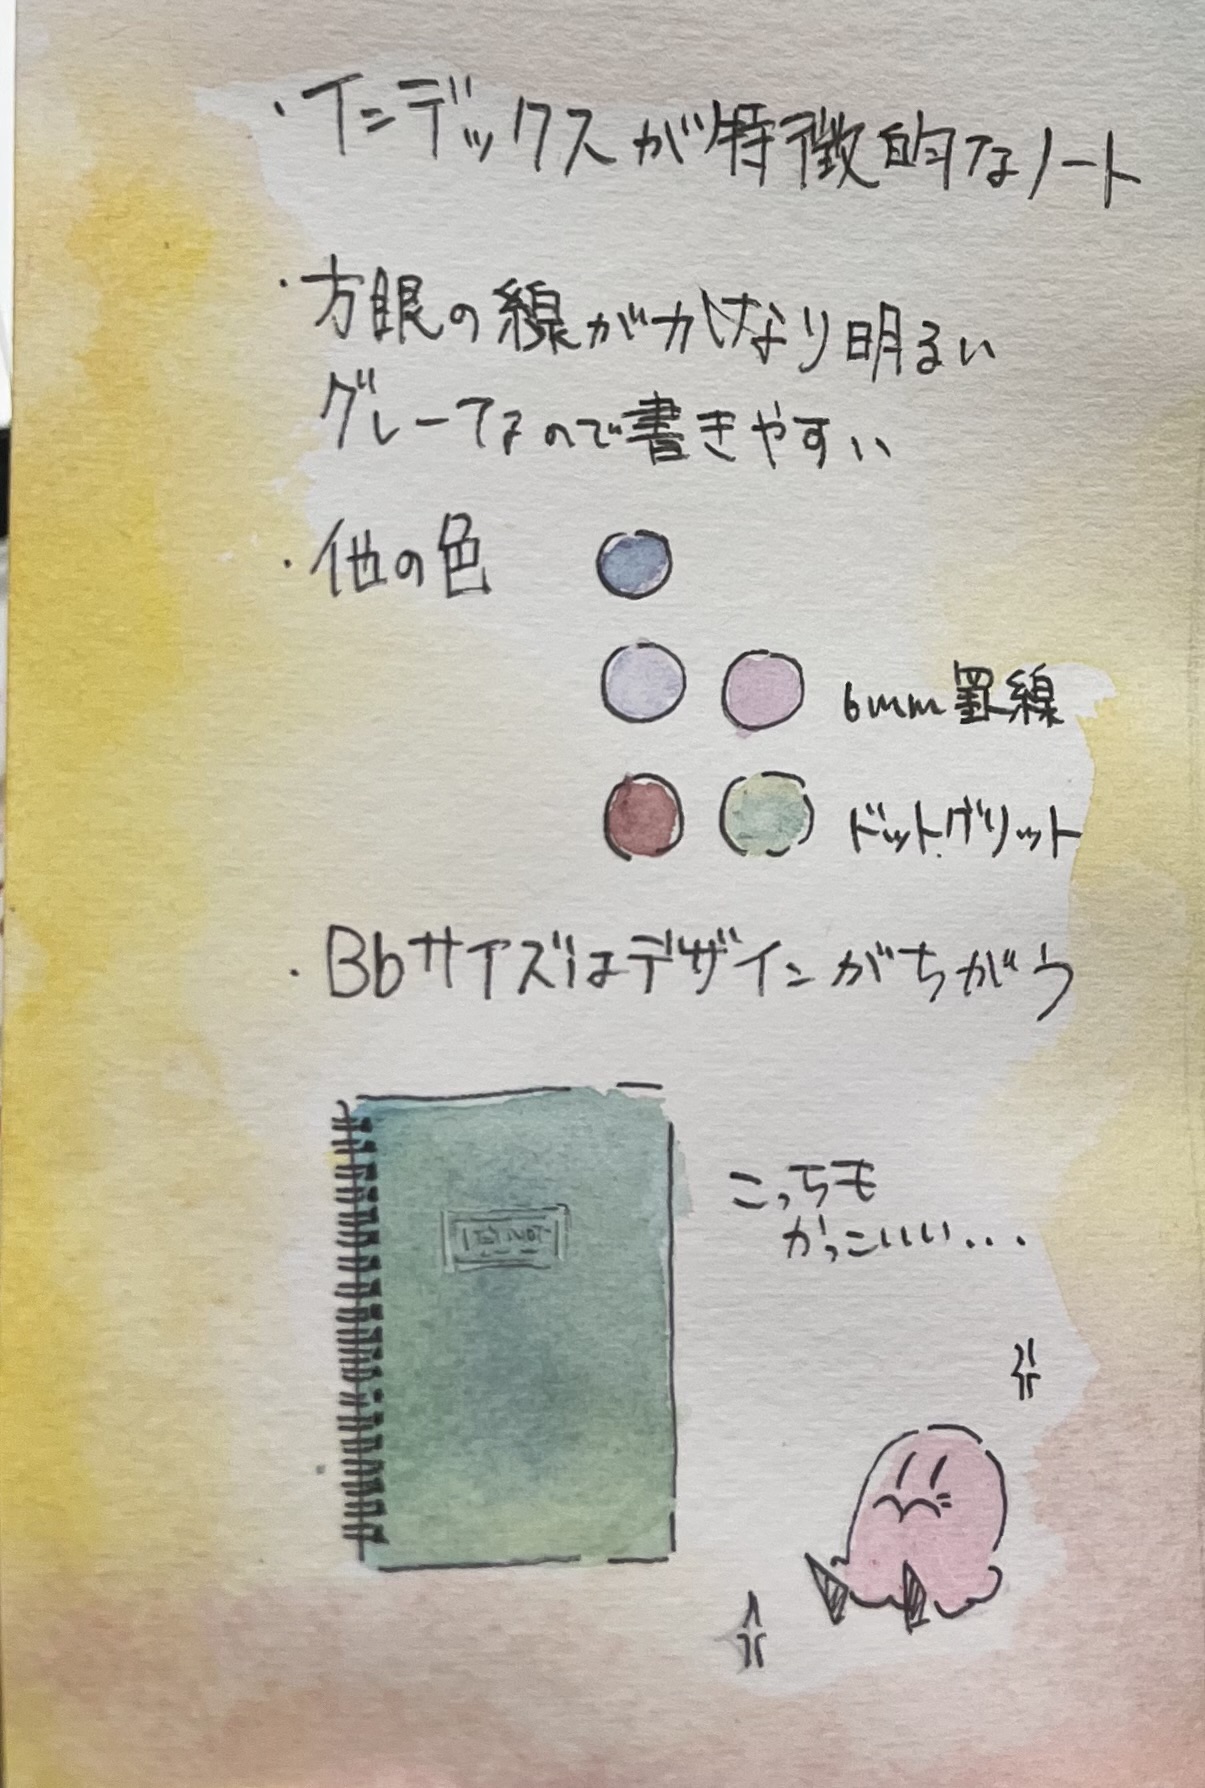 ・インデックスが特徴的なノート
・方眼の線がかなり明るい
グレーなので書きやすい
・他の色
6mm罫線
ドットグリット
・B6サイズはデザインがちがう
こっちも
かっこいい...